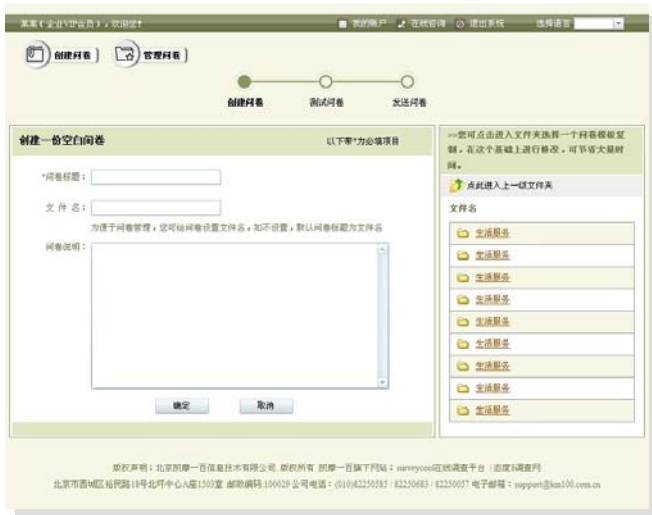 某某(企业VIP会员),欢迎您! 我的账户 在线咨询 退出系统 选择语言
创建问卷 管理问卷
创建问卷 测试问卷 发送问卷
创建一份空白问卷 以下带*为必填项目
*问卷标题:
文 件 名:
为便于问卷管理,您可给问卷设置文件名,如不设置,默认问卷标题为文件名
问卷说明:
确定 取消
>>您可点击进入文件夹选择一个问卷模板复
制,在这个基础上进行修改,可节省大量时
间。
点此进入上一级文件夹
文件名
生活服务
生活服务
生活服务
生活服务
生活服务
生活服务
生活服务
生活服务
生活服务
版权声明:北京凯摩一百信息技术有限公司.版权所有 凯摩一百旗下网站:surveycool在线调查平台 |态度8调查网
北京市西城区裕民路18号北环中心A座1503室 邮政编码:100029 公司电话:(010)82250585 / 82250683 / 82250057 电子邮箱:support@km100.com.cn